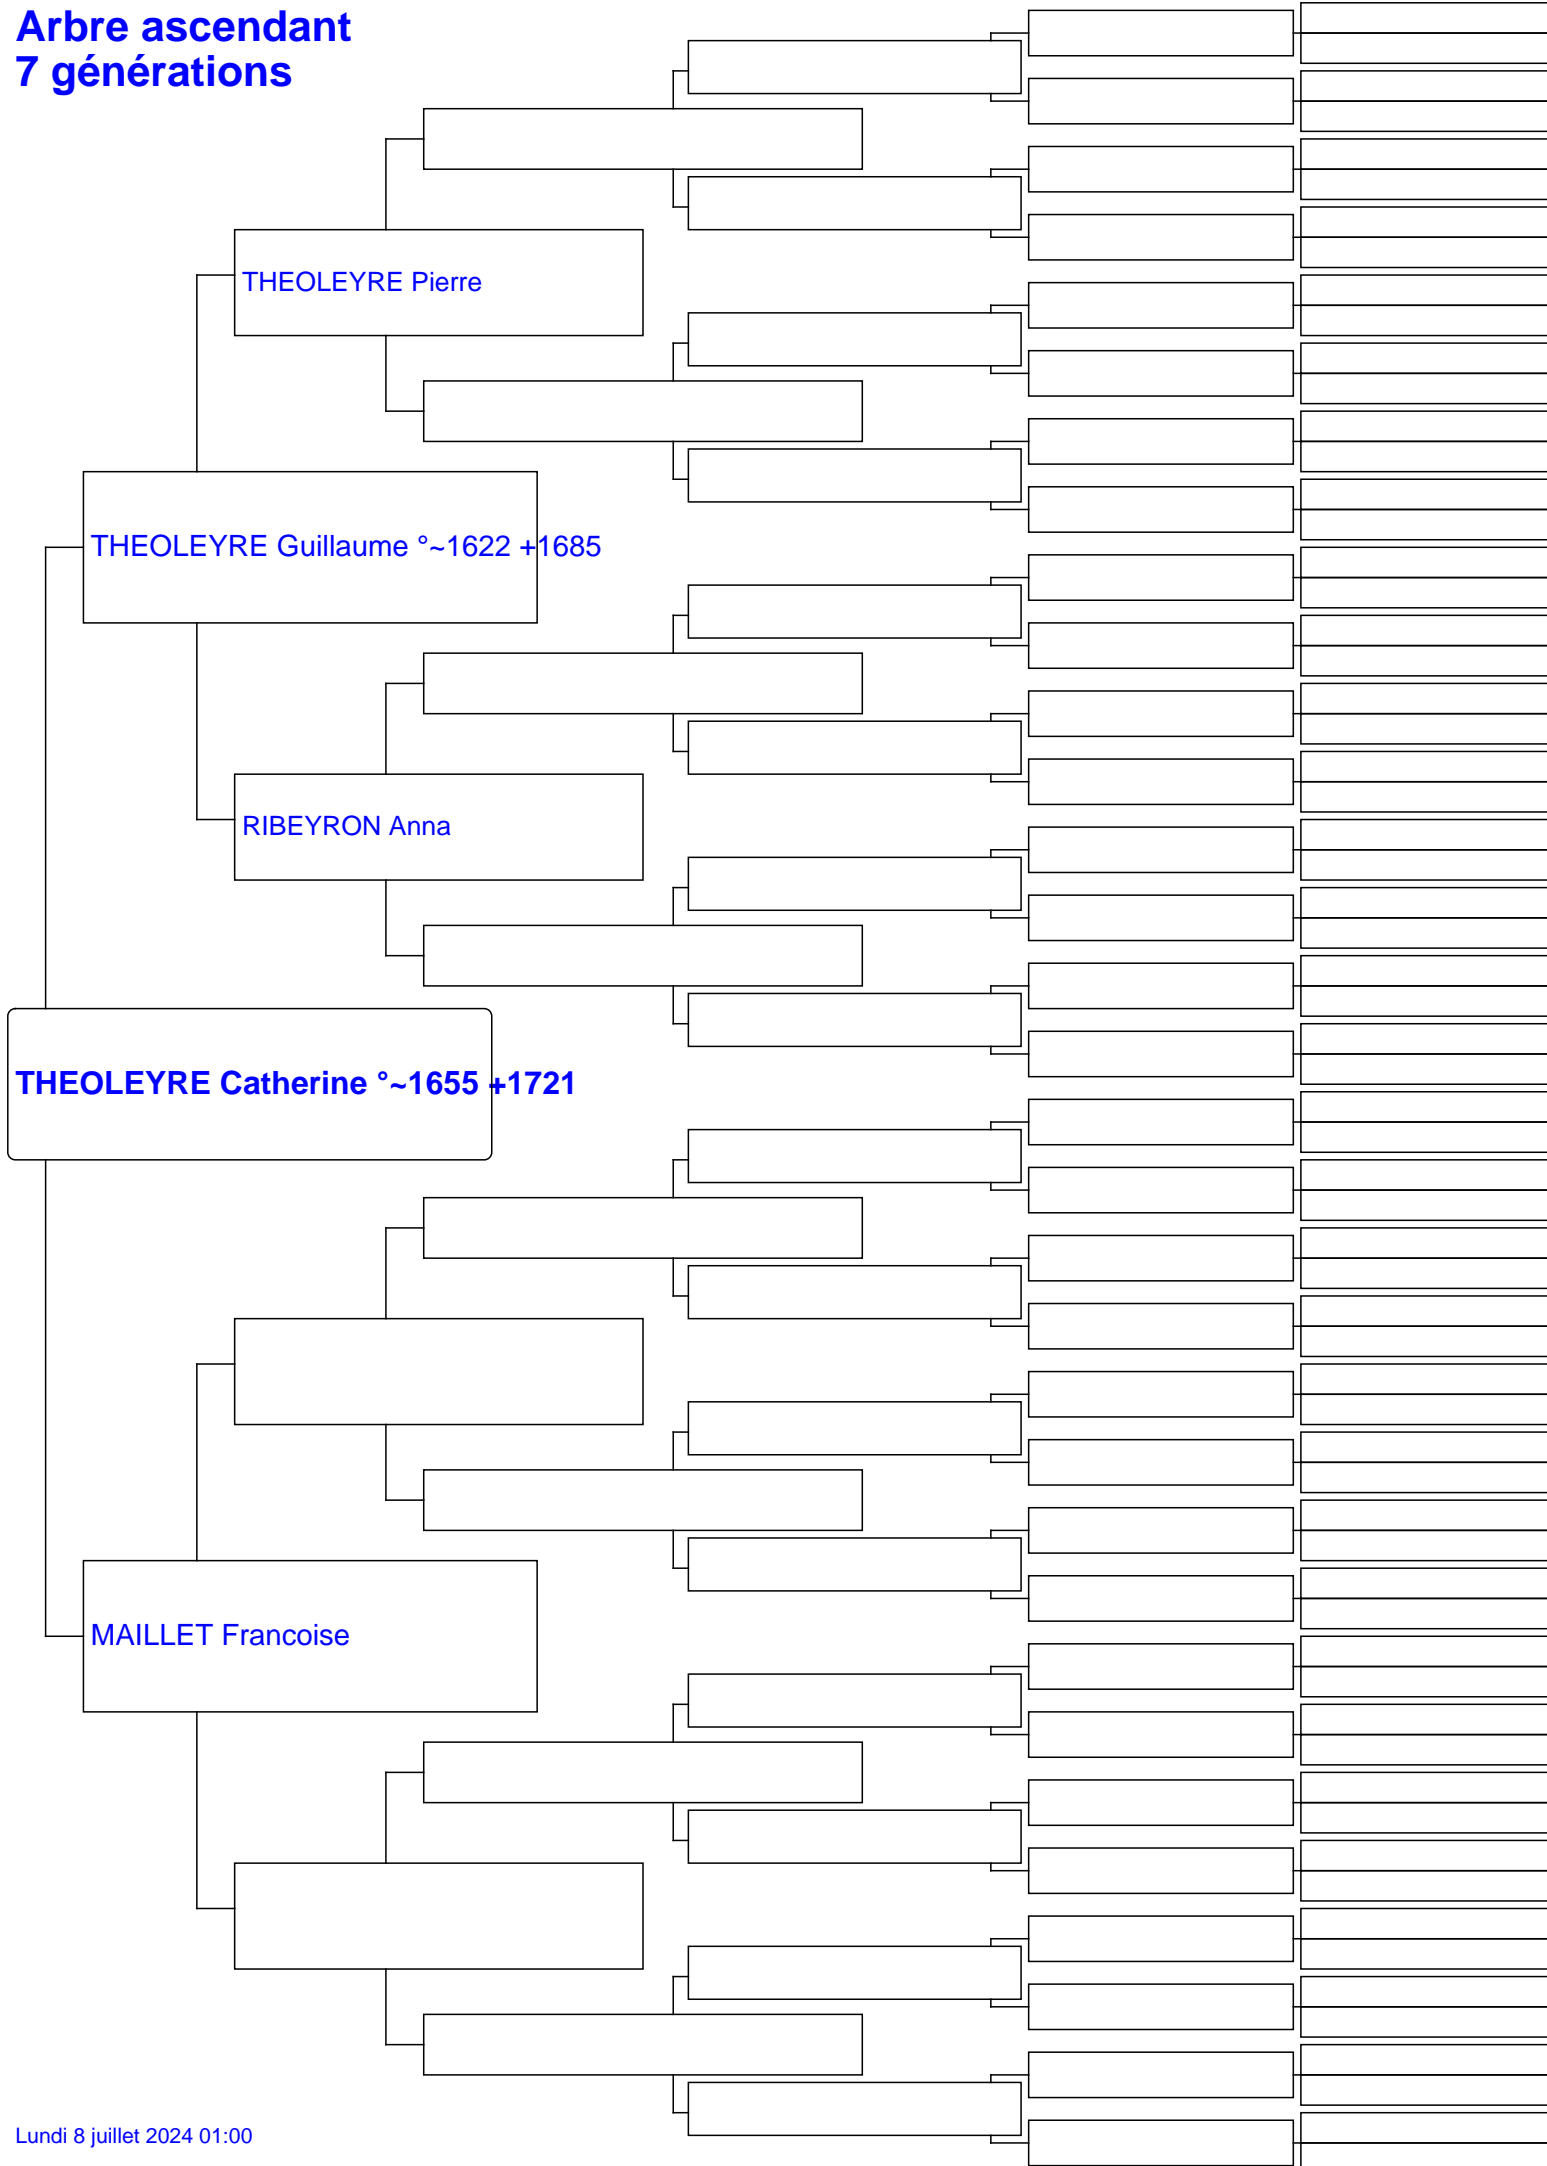 Arbre ascendant
7 générations
THEOLEYRE Pierre
THEOLEYRE Guillaume °~1622 +1685
RIBEYRON Anna
THEOLEYRE Catherine °~1655 +1721
MAILLET Francoise
Lundi 8 juillet 2024 01:00